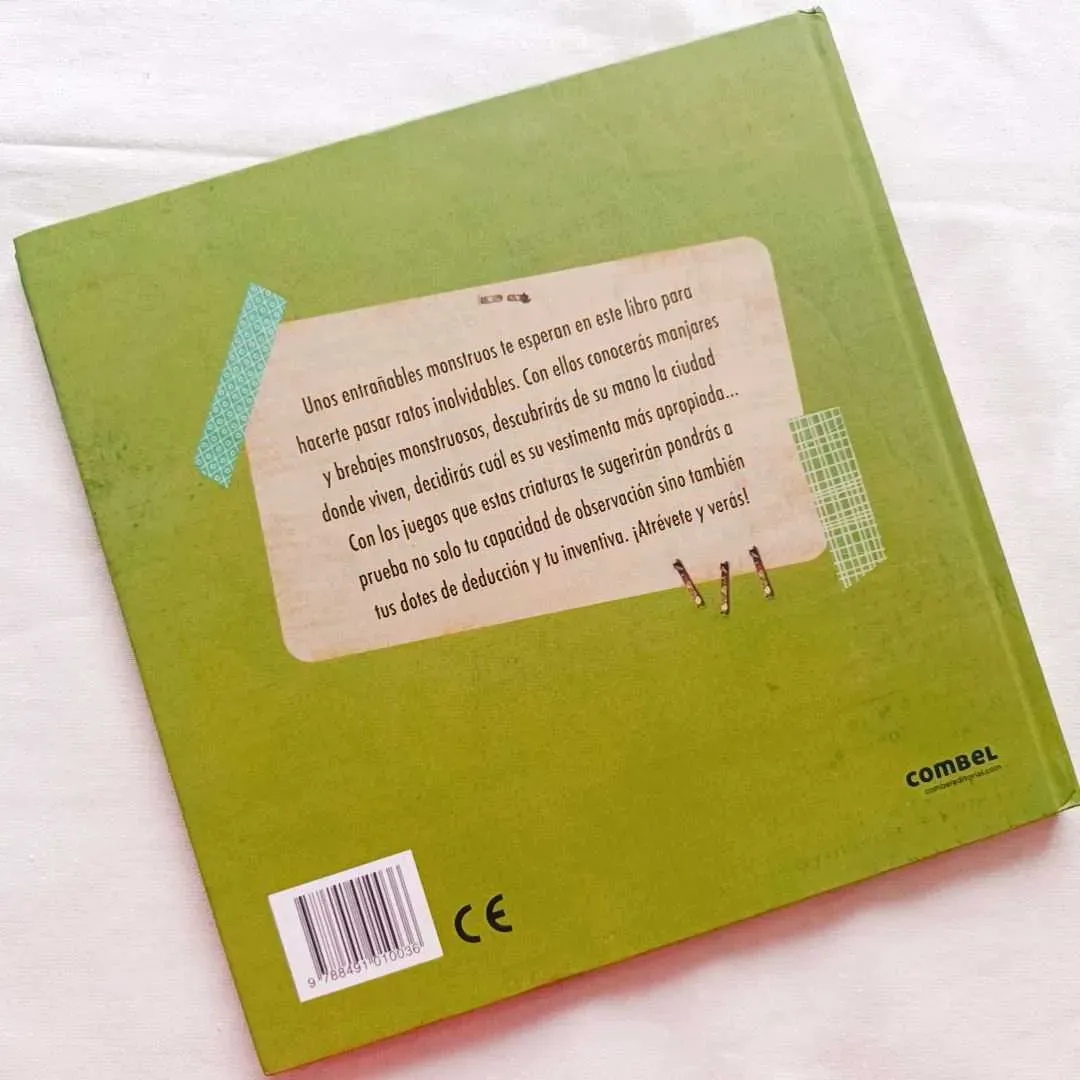 Unos entrañables monstruos te esperan en este libro para
hacerte pasar ratos inolvidables. Con ellos conocerás manjares
y brebajes monstruosos, descubrirás de su mano la ciudad
donde viven, decidirás cuál es su vestimenta más apropiada...
Con los juegos que estas criaturas te sugerirán pondrás a
prueba no solo tu capacidad de observación sino también
tus dotes de deducción y tu inventiva. ¡Atrévete y verás!
COMBEL
combeleditorial.com
9 788491 010036
CE